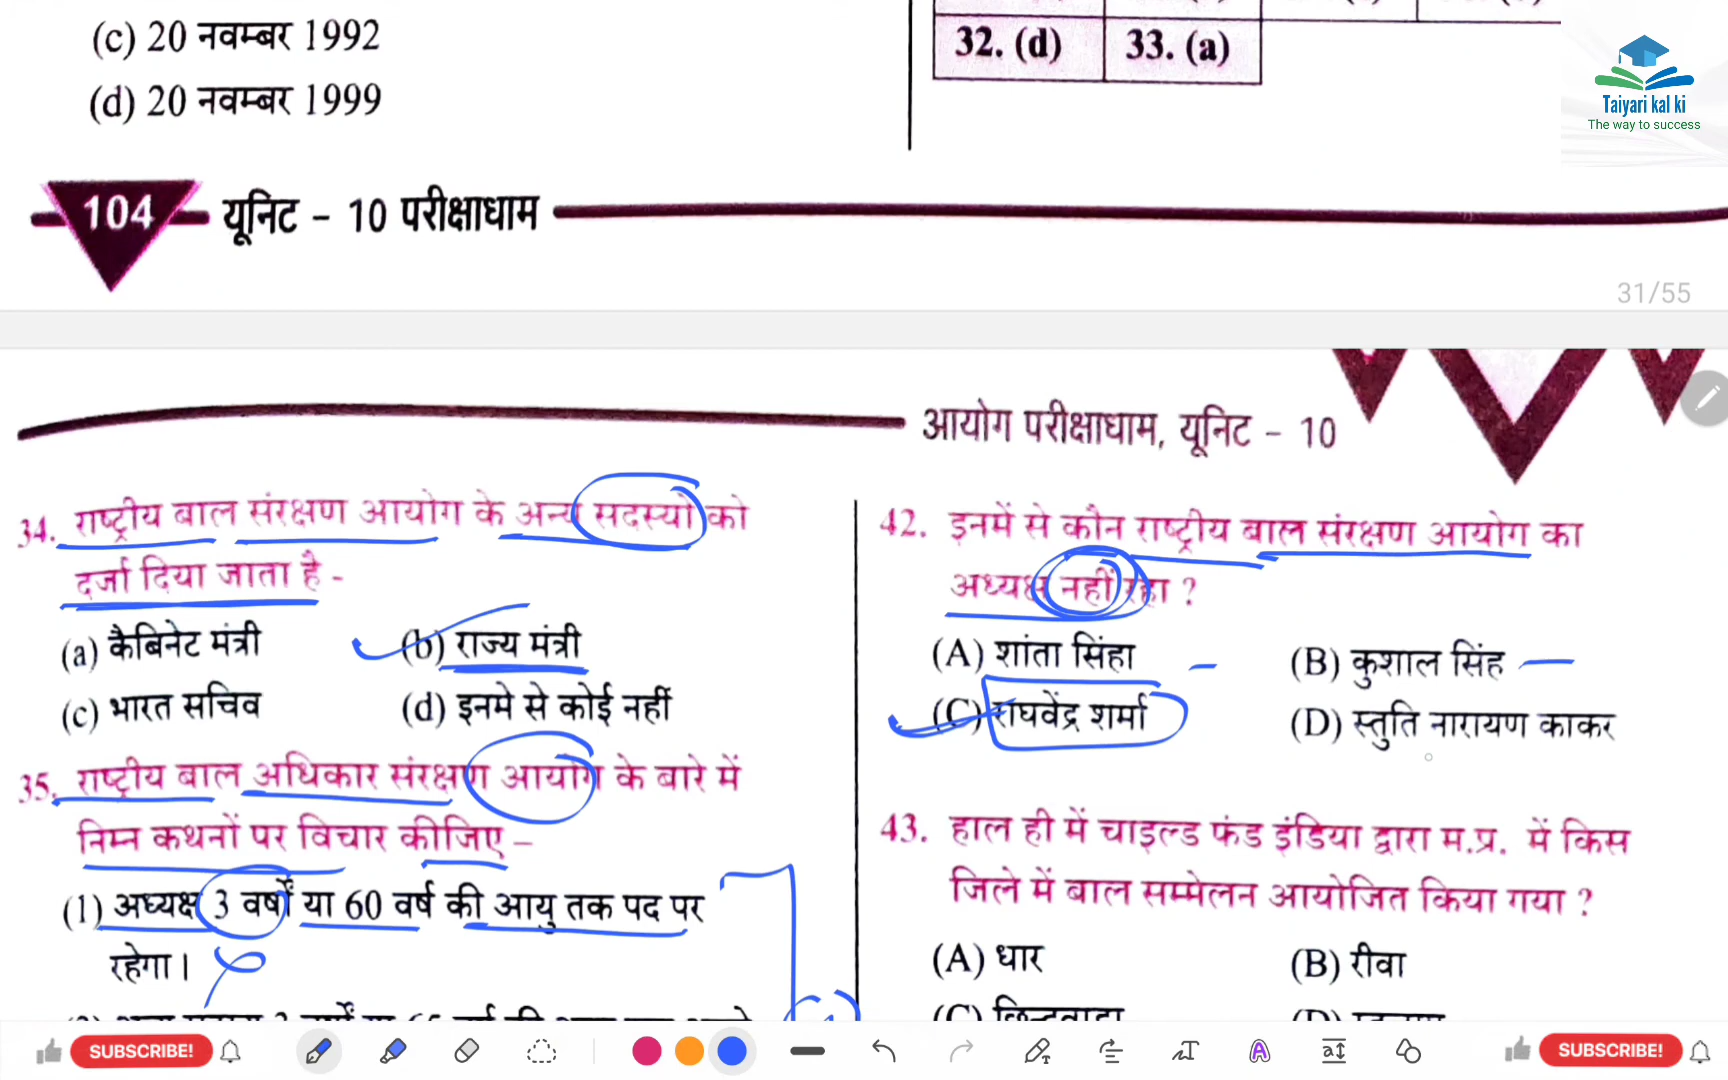 (c) 20 नवम्बर 1992
(d) 20 नवम्बर 1999
32. (d) 33. (a)
Taiyari kal ki
The way to success
104 यूनिट - 10 परीक्षाधाम
31/55
आयोग परीक्षाधाम, यूनिट - 10
34. राष्ट्रीय बाल संरक्षण आयोग के अन्य सदस्यो को
दर्जा दिया जाता है -
(a) कैबिनेट मंत्री (b) राज्य मंत्री
(c) भारत सचिव (d) इनमे से कोई नहीं
35. राष्ट्रीय बाल अधिकार संरक्षण आयोग के बारे में
निम्न कथनों पर विचार कीजिए –
(1) अध्यक्ष 3 वर्षों या 60 वर्ष की आयु तक पद पर
रहेगा।
42. इनमें से कौन राष्ट्रीय बाल संरक्षण आयोग का
अध्यक्ष नहीं रहा ?
(A) शांता सिंहा (B) कुशाल सिंह
(C) राघवेंद्र शर्मा (D) स्तुति नारायण काकर
43. हाल ही में चाइल्ड फंड इंडिया द्वारा म.प्र. में किस
जिले में बाल सम्मेलन आयोजित किया गया ?
(A) धार (B) रीवा
SUBSCRIBE!
SUBSCRIBE!